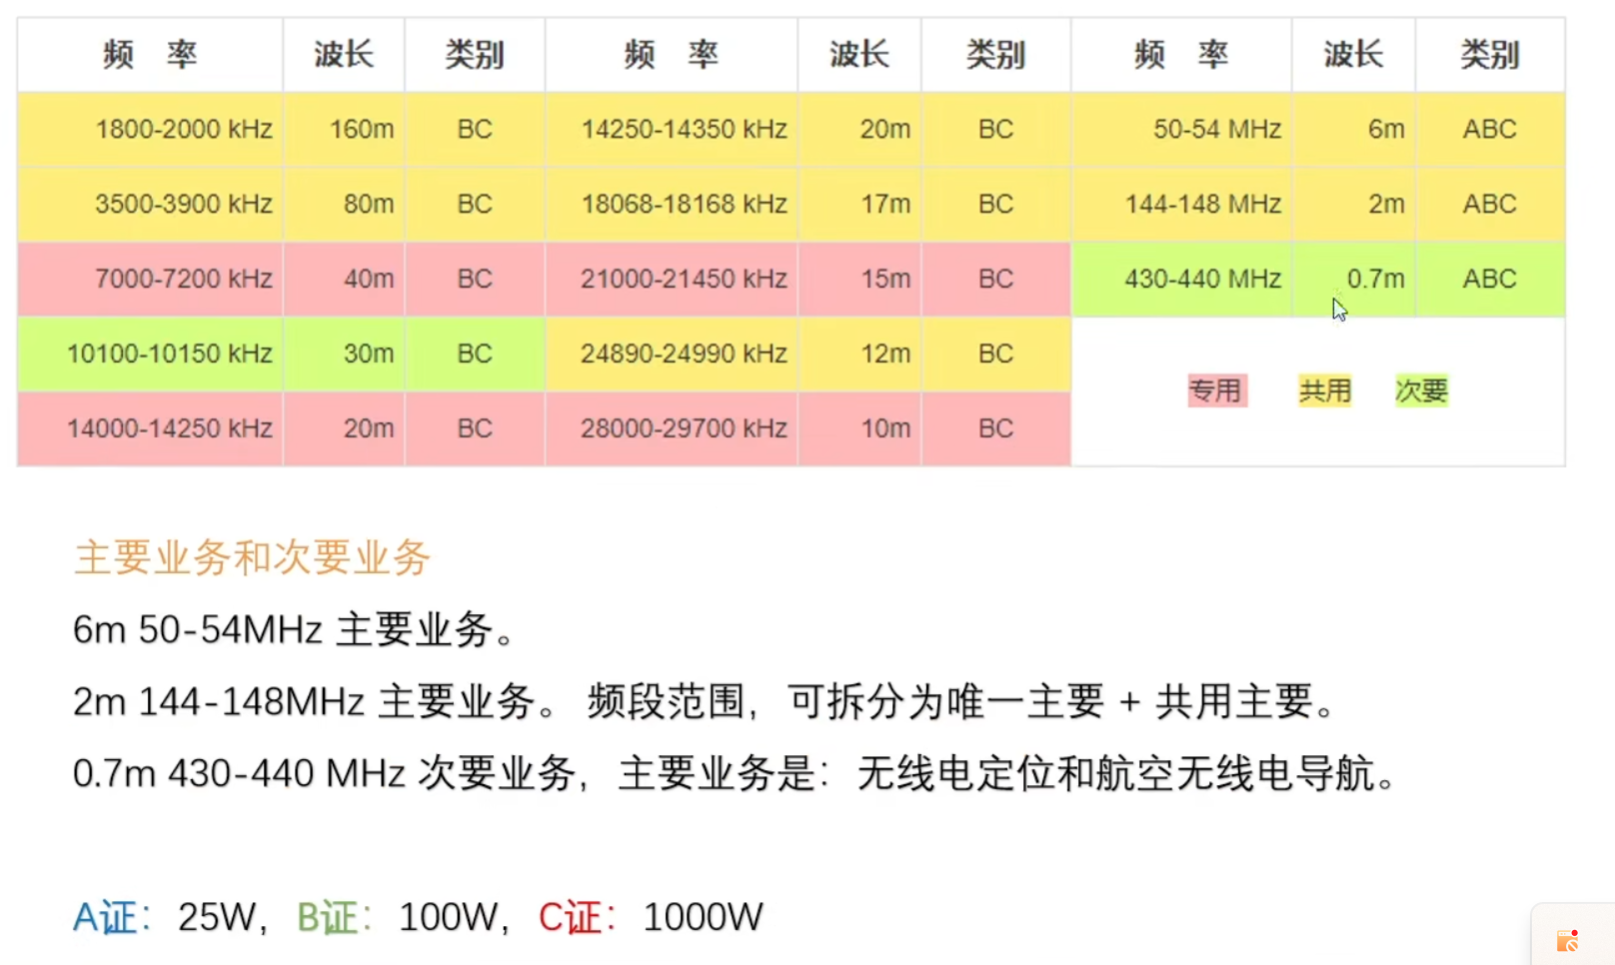 频 率 波长 类别 频 率 波长 类别 频 率 波长 类别
1800-2000 kHz 160m BC 14250-14350 kHz 20m BC 50-54 MHz 6m ABC
3500-3900 kHz 80m BC 18068-18168 kHz 17m BC 144-148 MHz 2m ABC
7000-7200 kHz 40m BC 21000-21450 kHz 15m BC 430-440 MHz 0.7m ABC
10100-10150 kHz 30m BC 24890-24990 kHz 12m BC
专用 共用 次要
14000-14250 kHz 20m BC 28000-29700 kHz 10m BC
主要业务和次要业务
6m 50-54MHz 主要业务。
2m 144-148MHz 主要业务。 频段范围，可拆分为唯一主要 + 共用主要。
0.7m 430-440 MHz 次要业务，主要业务是：无线电定位和航空无线电导航。
A证：25W，B证：100W，C证：1000W